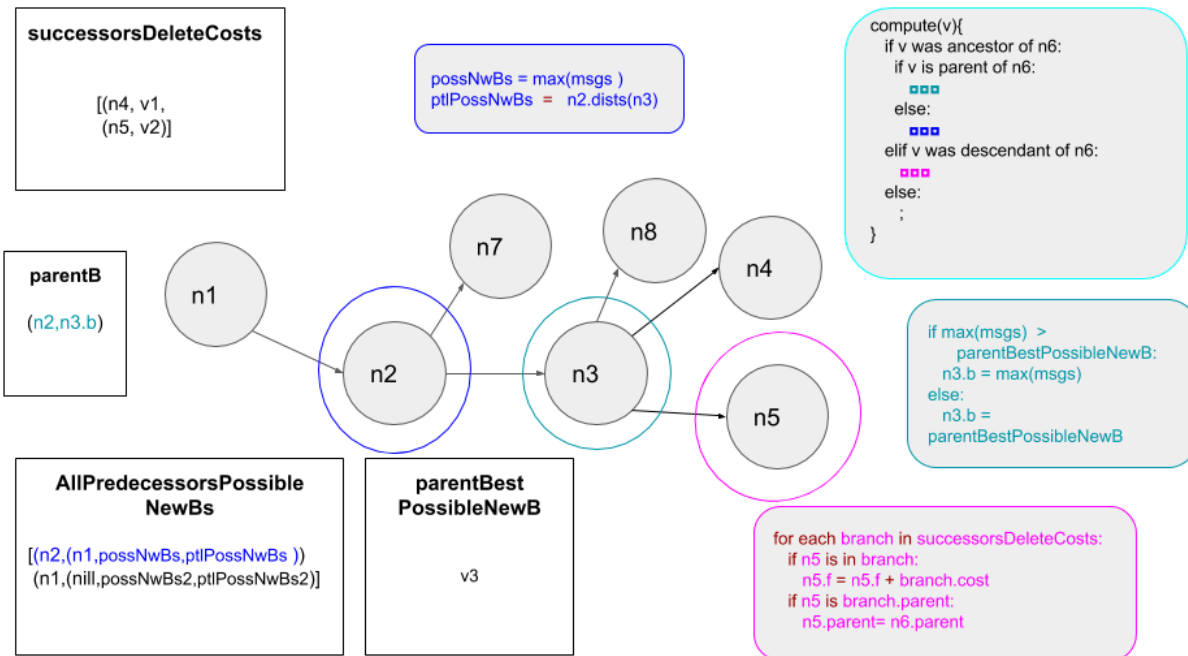 successorsDeleteCosts
[(n4, v1,
(n5, v2)]
possNwBs = max(msgs )
ptlPossNwBs = n2.dists(n3)
compute(v){
if v was ancestor of n6:
if v is parent of n6:
else:
elif v was descendant of n6:
else:
;
}
n1
n7
n8
n4
n2
n3
n5
parentB
(n2,n3.b)
if max(msgs) >
parentBestPossibleNewB:
n3.b = max(msgs)
else:
n3.b =
parentBestPossibleNewB
AllPredecessorsPossible
NewBs
[(n2,(n1,possNwBs,ptlPossNwBs ))
(n1,(nill,possNwBs2,ptlPossNwBs2)]
parentBest
PossibleNewB
v3
for each branch in successorsDeleteCosts:
if n5 is in branch:
n5.f = n5.f + branch.cost
if n5 is branch.parent:
n5.parent= n6.parent